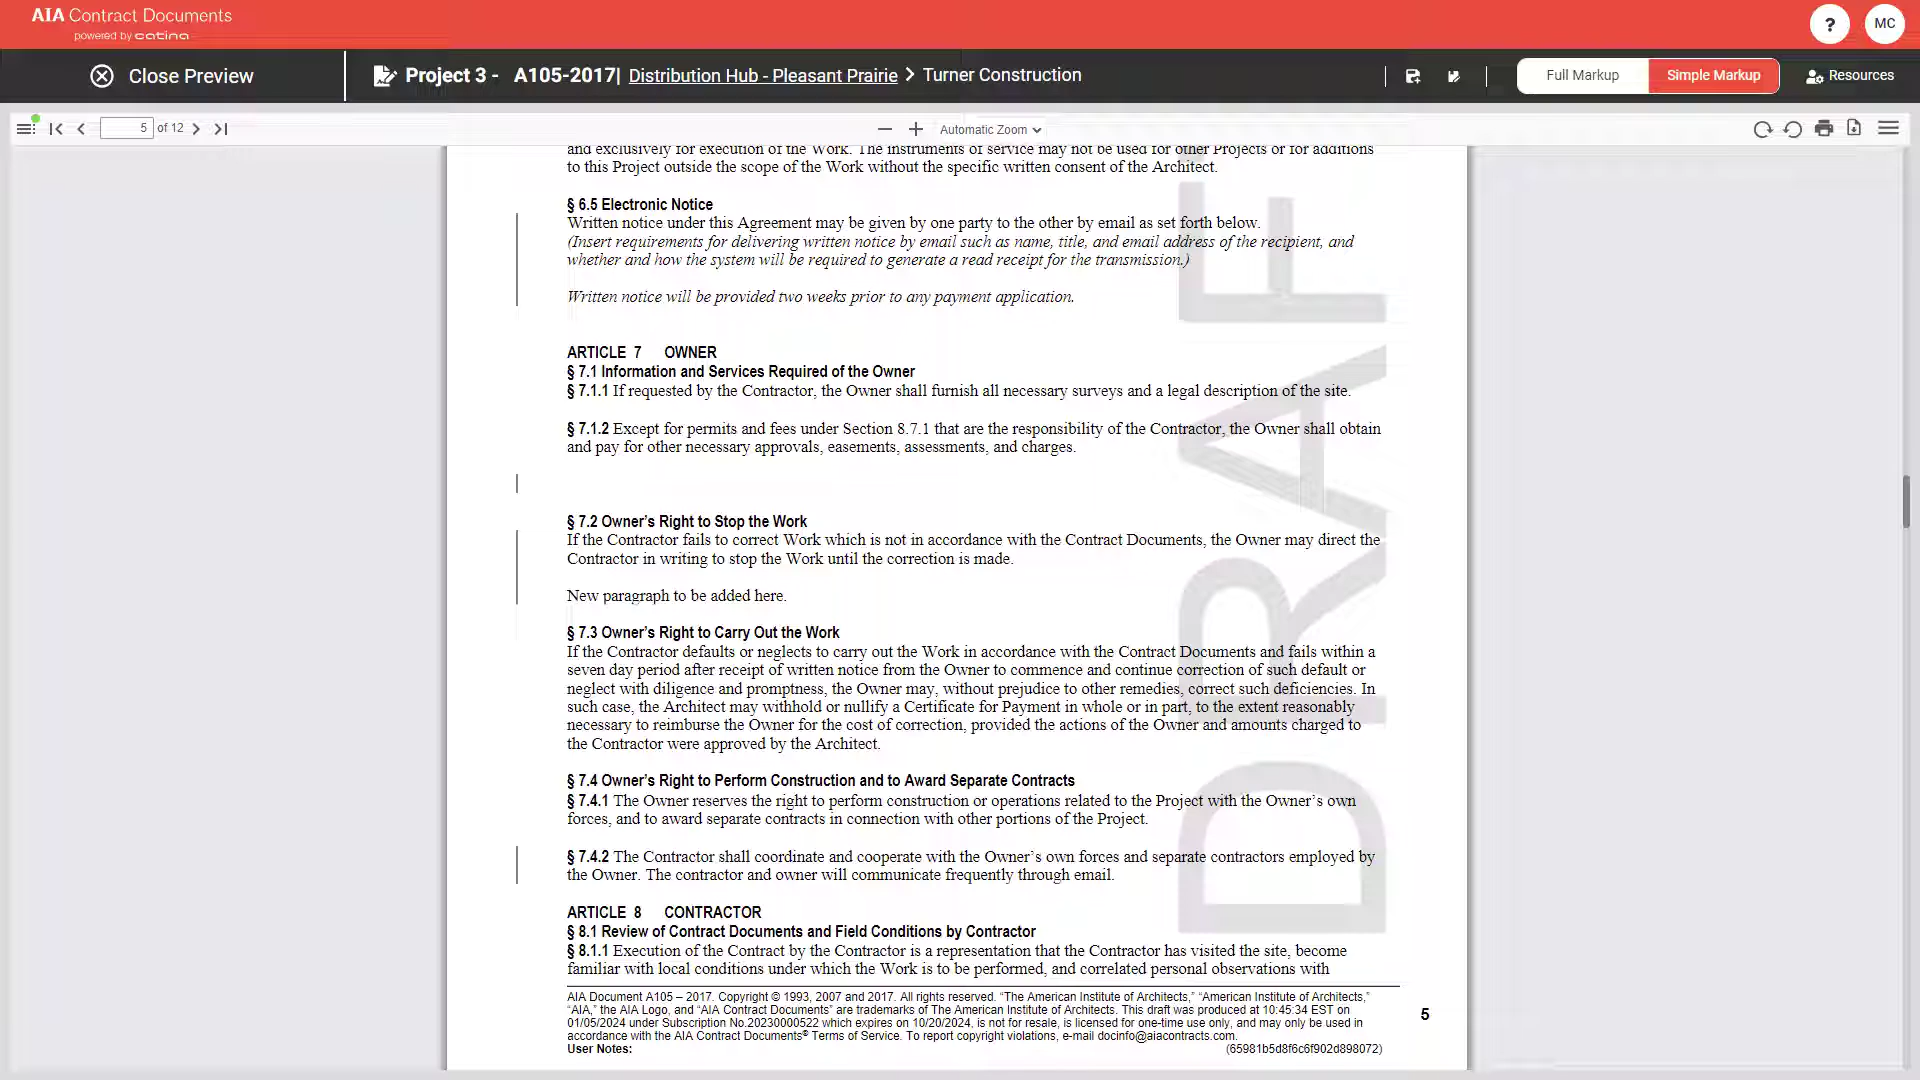 AIA Contract Documents
powered by catina
?
MC
Close Preview
Project 3 - A105-2017| Distribution Hub - Pleasant Prairie > Turner Construction
Full Markup
Simple Markup
Resources
5 of 12
Automatic Zoom
and exclusively for execution of the Work. The instruments of service may not be used for other Projects or for additions
to this Project outside the scope of the Work without the specific written consent of the Architect.
§ 6.5 Electronic Notice
Written notice under this Agreement may be given by one party to the other by email as set forth below.
(Insert requirements for delivering written notice by email such as name, title, and email address of the recipient, and
whether and how the system will be required to generate a read receipt for the transmission.)
Written notice will be provided two weeks prior to any payment application.
ARTICLE 7 OWNER
§ 7.1 Information and Services Required of the Owner
§ 7.1.1 If requested by the Contractor, the Owner shall furnish all necessary surveys and a legal description of the site.
§ 7.1.2 Except for permits and fees under Section 8.7.1 that are the responsibility of the Contractor, the Owner shall obtain
and pay for other necessary approvals, easements, assessments, and charges.
§ 7.2 Owner’s Right to Stop the Work
If the Contractor fails to correct Work which is not in accordance with the Contract Documents, the Owner may direct the
Contractor in writing to stop the Work until the correction is made.
New paragraph to be added here.
§ 7.3 Owner’s Right to Carry Out the Work
If the Contractor defaults or neglects to carry out the Work in accordance with the Contract Documents and fails within a
seven day period after receipt of written notice from the Owner to commence and continue correction of such default or
neglect with diligence and promptness, the Owner may, without prejudice to other remedies, correct such deficiencies. In
such case, the Architect may withhold or nullify a Certificate for Payment in whole or in part, to the extent reasonably
necessary to reimburse the Owner for the cost of correction, provided the actions of the Owner and amounts charged to
the Contractor were approved by the Architect.
§ 7.4 Owner’s Right to Perform Construction and to Award Separate Contracts
§ 7.4.1 The Owner reserves the right to perform construction or operations related to the Project with the Owner’s own
forces, and to award separate contracts in connection with other portions of the Project.
§ 7.4.2 The Contractor shall coordinate and cooperate with the Owner’s own forces and separate contractors employed by
the Owner. The contractor and owner will communicate frequently through email.
ARTICLE 8 CONTRACTOR
§ 8.1 Review of Contract Documents and Field Conditions by Contractor
§ 8.1.1 Execution of the Contract by the Contractor is a representation that the Contractor has visited the site, become
familiar with local conditions under which the Work is to be performed, and correlated personal observations with
AIA Document A105 – 2017. Copyright © 1993, 2007 and 2017. All rights reserved. “The American Institute of Architects,” “American Institute of Architects,”
“AIA,” the AIA Logo, and “AIA Contract Documents” are trademarks of The American Institute of Architects. This draft was produced at 10:45:34 EST on
01/05/2024 under Subscription No.20230000522 which expires on 10/20/2024, is not for resale, is licensed for one-time use only, and may only be used in
accordance with the AIA Contract Documents® Terms of Service. To report copyright violations, e-mail docinfo@aiacontracts.com.
User Notes: (65981b5d8f6c6f902d898072)
5
DRAF